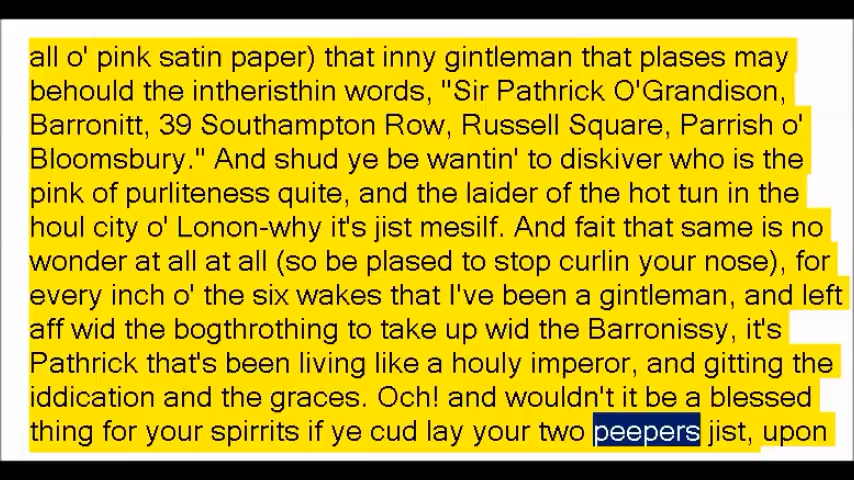 all o' pink satin paper) that inny gintleman that plases may
behould the intheristhin words, "Sir Pathrick O'Grandison,
Barronitt, 39 Southampton Row, Russell Square, Parrish o'
Bloomsbury." And shud ye be wantin' to diskiver who is the
pink of purliteness quite, and the laider of the hot tun in the
houl city o' Lonon-why it's jist mesilf. And fait that same is no
wonder at all at all (so be plased to stop curlin your nose), for
every inch o' the six wakes that I've been a gintleman, and left
aff wid the bogthrothing to take up wid the Barronissy, it's
Pathrick that's been living like a houly imperor, and gitting the
iddication and the graces. Och! and wouldn't it be a blessed
thing for your spirrits if ye cud lay your two peepers jist, upon